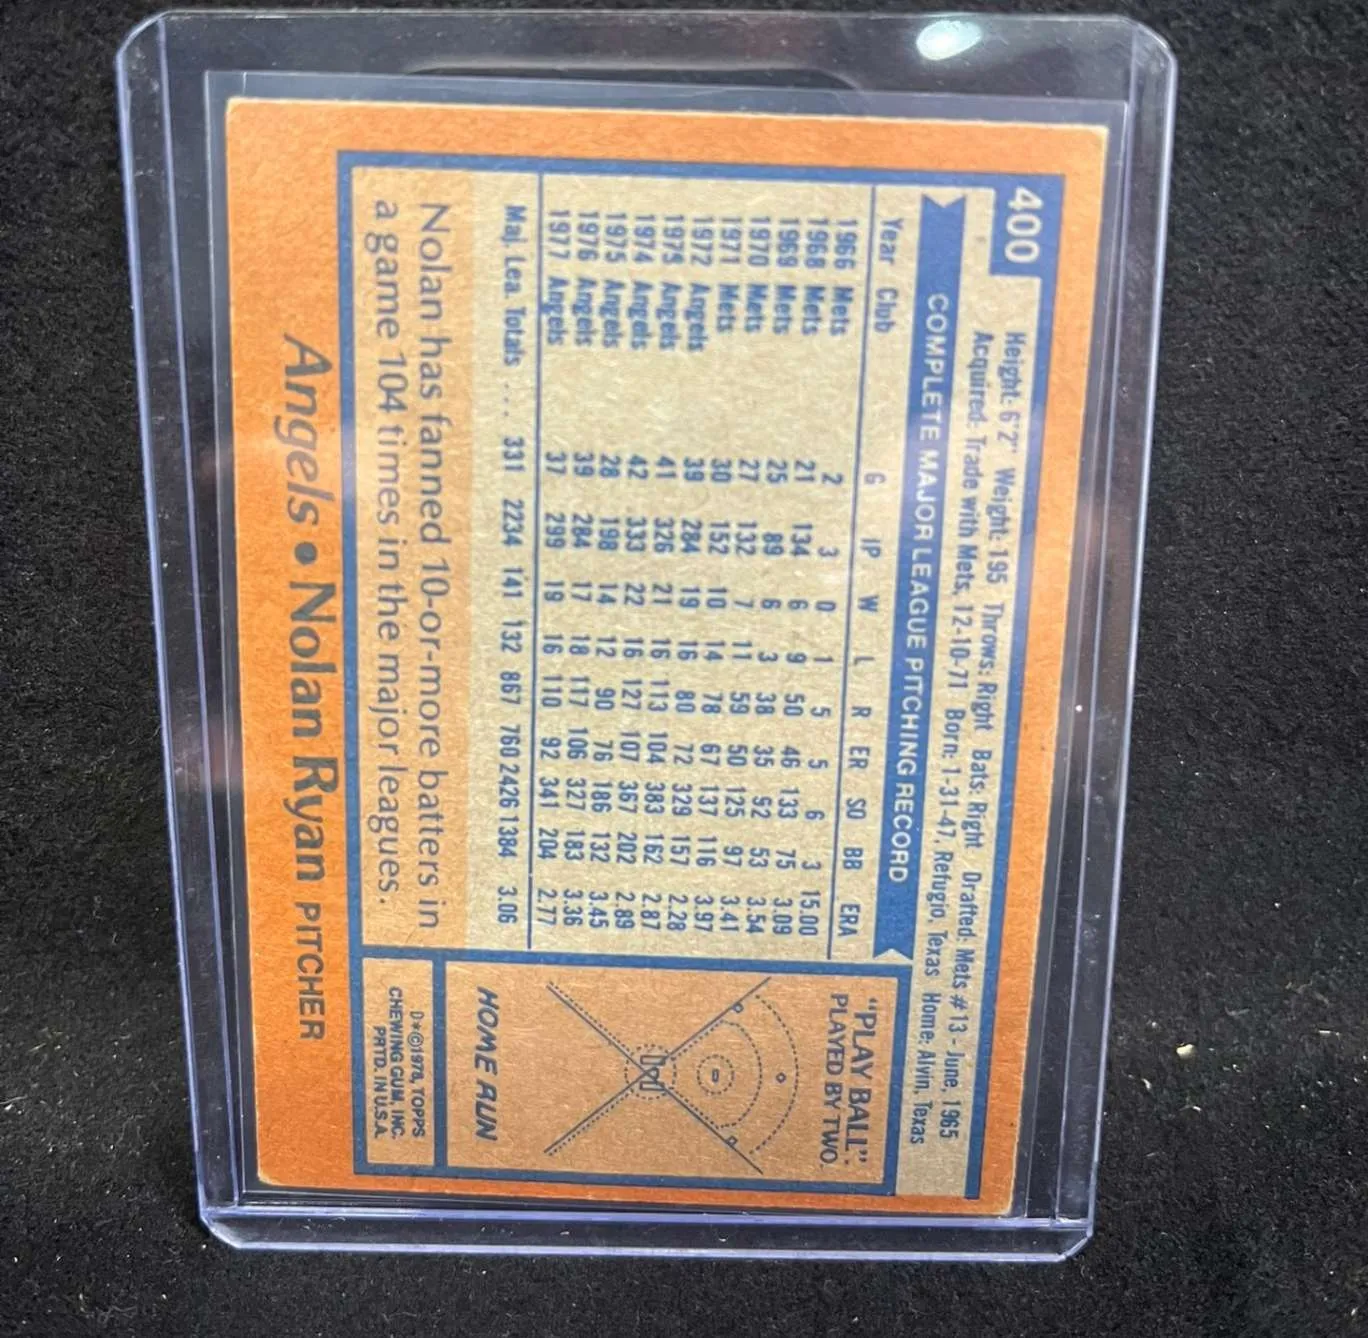 400
Height: 6'2" Weight: 195 Throws: Right Bats: Right Drafted: Mets #13 - June, 1965
Acquired: Trade with Mets, 12-10-71 Born: 1-31-47, Refugio, Texas Home: Alvin, Texas
COMPLETE MAJOR LEAGUE PITCHING RECORD
Year Club G IP W L R ER SO BB ERA
1966 Mets 2 3 0 1 5 5 6 3 15.00
1968 Mets 21 134 6 9 50 46 133 75 3.09
1969 Mets 25 89 6 3 38 35 92 53 3.54
1970 Mets 27 132 7 11 59 50 125 97 3.41
1971 Mets 30 152 10 14 78 67 137 116 3.97
1972 Angels 39 284 19 16 80 72 329 157 2.28
1973 Angels 41 326 21 16 113 104 383 162 2.87
1974 Angels 42 333 22 16 127 107 367 202 2.89
1975 Angels 28 198 14 12 90 76 186 132 3.45
1976 Angels 39 284 17 18 117 106 327 183 3.36
1977 Angels 37 299 19 16 110 92 341 204 2.77
Maj. Lea. Totals .... 331 2234 141 132 867 760 2426 1384 3.06
Nolan has fanned 10-or-more batters in
a game 104 times in the major leagues.
"PLAY BALL":
PLAYED BY TWO.
HOME RUN
D*©1978, TOPPS
CHEWING GUM, INC.
PRTD. IN U.S.A.
Angels • Nolan Ryan PITCHER